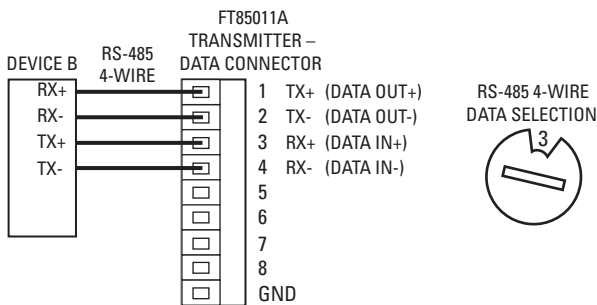 FT85011A
TRANSMITTER –
DATA CONNECTOR
DEVICE B
RS-485
4-WIRE
RX+
RX-
TX+
TX-
1 TX+ (DATA OUT+)
2 TX- (DATA OUT-)
3 RX+ (DATA IN+)
4 RX- (DATA IN-)
5
6
7
8
GND
RS-485 4-WIRE
DATA SELECTION
3